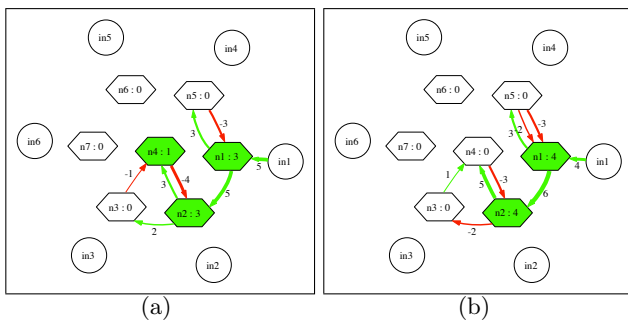 in5
in4
n6 : 0
n5 : 0
-3
3
in6
n7 : 0
n4 : 1
n1 : 3
in1
5
-1
3
-4
5
n3 : 0
n2 : 3
2
in3
in2
(a)
in5
in4
n6 : 0
n5 : 0
-3
3
-2
in6
n7 : 0
n4 : 0
n1 : 4
in1
4
1
5
-3
6
n3 : 0
n2 : 4
-2
in3
in2
(b)